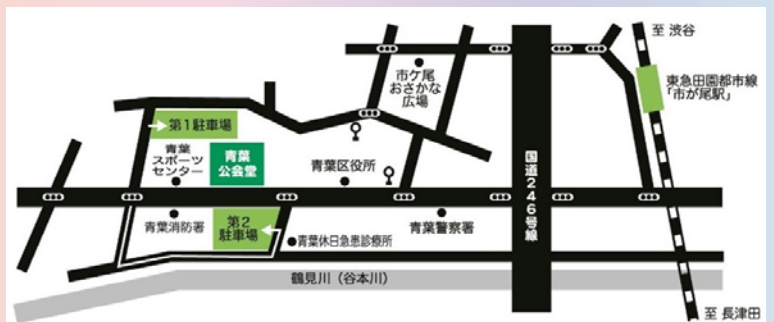 至 渋谷
東急田園都市線
「市が尾駅」
市ケ尾
おさかな
広場
第1駐車場
青葉
スポーツ
センター
青葉
公会堂
青葉区役所
国道246号線
青葉消防署
第2
駐車場
青葉休日急患診療所
青葉警察署
鶴見川（谷本川）
至 長津田